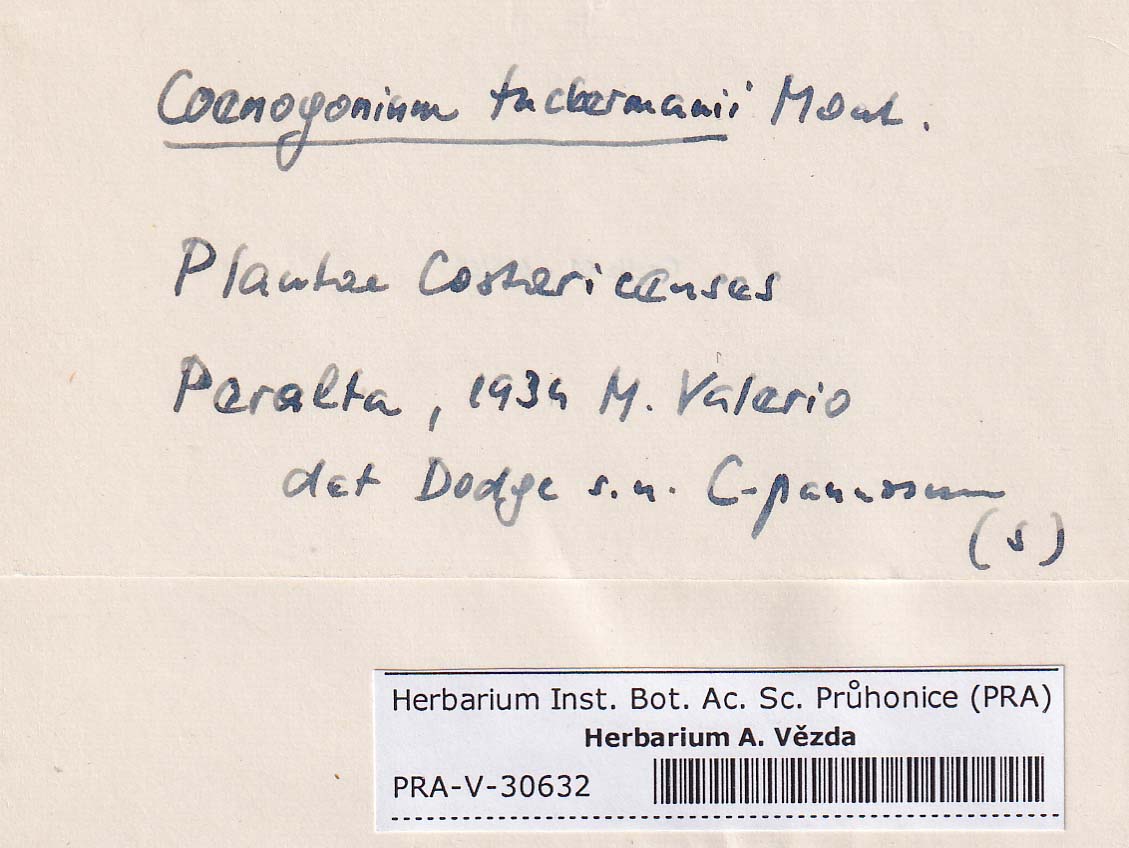 Coenogonium tuckermanii Mont.
Plantae Costaricenses
Peralta, 1934 M. Valerio
det Dodge s.n. C. pannosum
(s)
Herbarium Inst. Bot. Ac. Sc. Průhonice (PRA)
Herbarium A. Vězda
PRA-V-30632